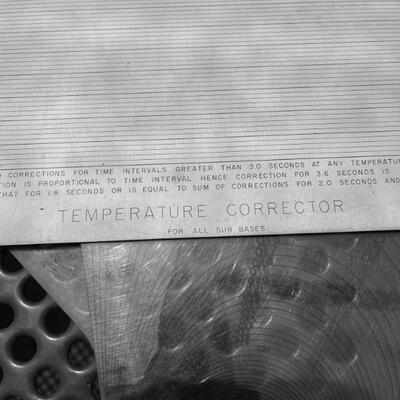 CORRECTIONS FOR TIME INTERVALS GREATER THAN 3.0 SECONDS AT ANY TEMPERATU
TION IS PROPORTIONAL TO TIME INTERVAL HENCE CORRECTION FOR 3.6 SECONDS IS
THAT FOR 1.8 SECONDS OR IS EQUAL TO SUM OF CORRECTIONS FOR 2.0 SECONDS AND
TEMPERATURE CORRECTOR
FOR ALL SUB BASES